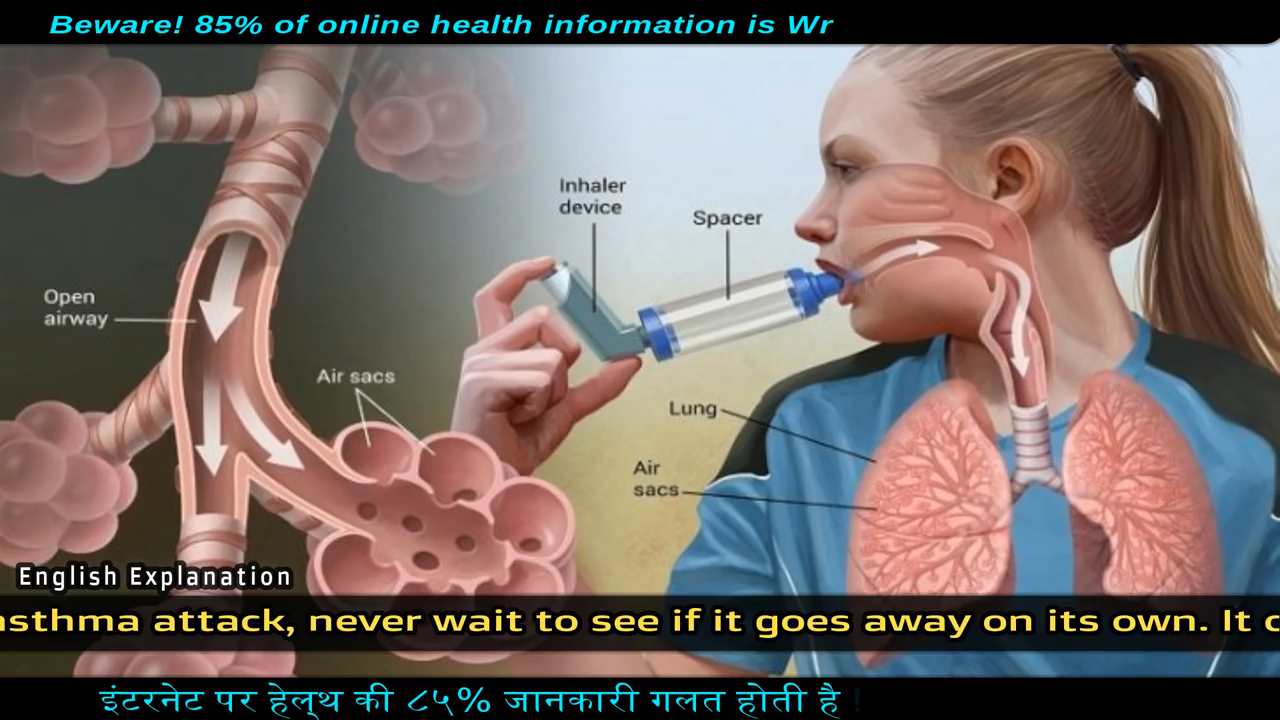 Beware! 85% of online health information is Wr
Inhaler
device
Spacer
Open
airway
Air sacs
Lung
Air
sacs
English Explanation
asthma attack, never wait to see if it goes away on its own. It
इंटरनेट पर हेल्थ की ८५% जानकारी गलत होती है